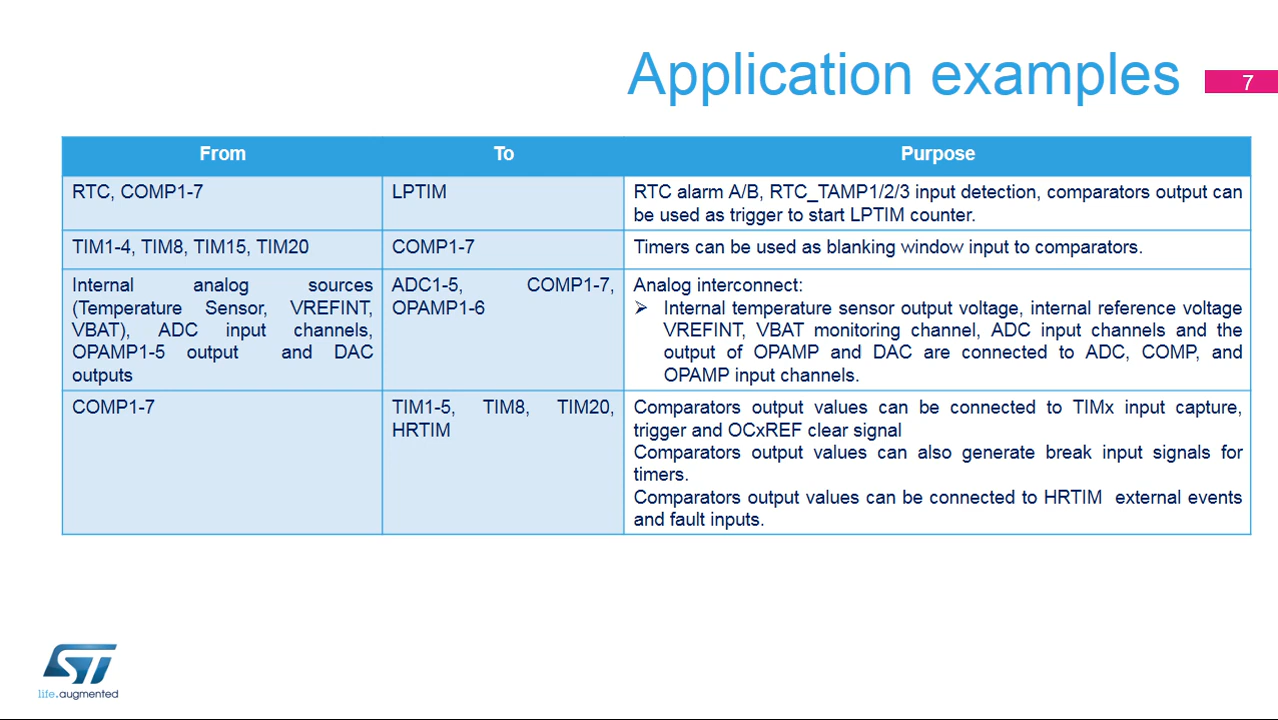 Application examples
7
From To Purpose
RTC, COMP1-7
LPTIM
RTC alarm A/B, RTC_TAMP1/2/3 input detection, comparators output can
be used as trigger to start LPTIM counter.
TIM1-4, TIM8, TIM15, TIM20
COMP1-7
Timers can be used as blanking window input to comparators.
Internal analog sources
(Temperature Sensor, VREFINT,
VBAT), ADC input channels,
OPAMP1-5 output and DAC
outputs
ADC1-5, COMP1-7,
OPAMP1-6
Analog interconnect:
➢ Internal temperature sensor output voltage, internal reference voltage
VREFINT, VBAT monitoring channel, ADC input channels and the
output of OPAMP and DAC are connected to ADC, COMP, and
OPAMP input channels.
COMP1-7
TIM1-5, TIM8, TIM20,
HRTIM
Comparators output values can be connected to TIMx input capture,
trigger and OCxREF clear signal
Comparators output values can also generate break input signals for
timers.
Comparators output values can be connected to HRTIM external events
and fault inputs.
ST
life.augmented